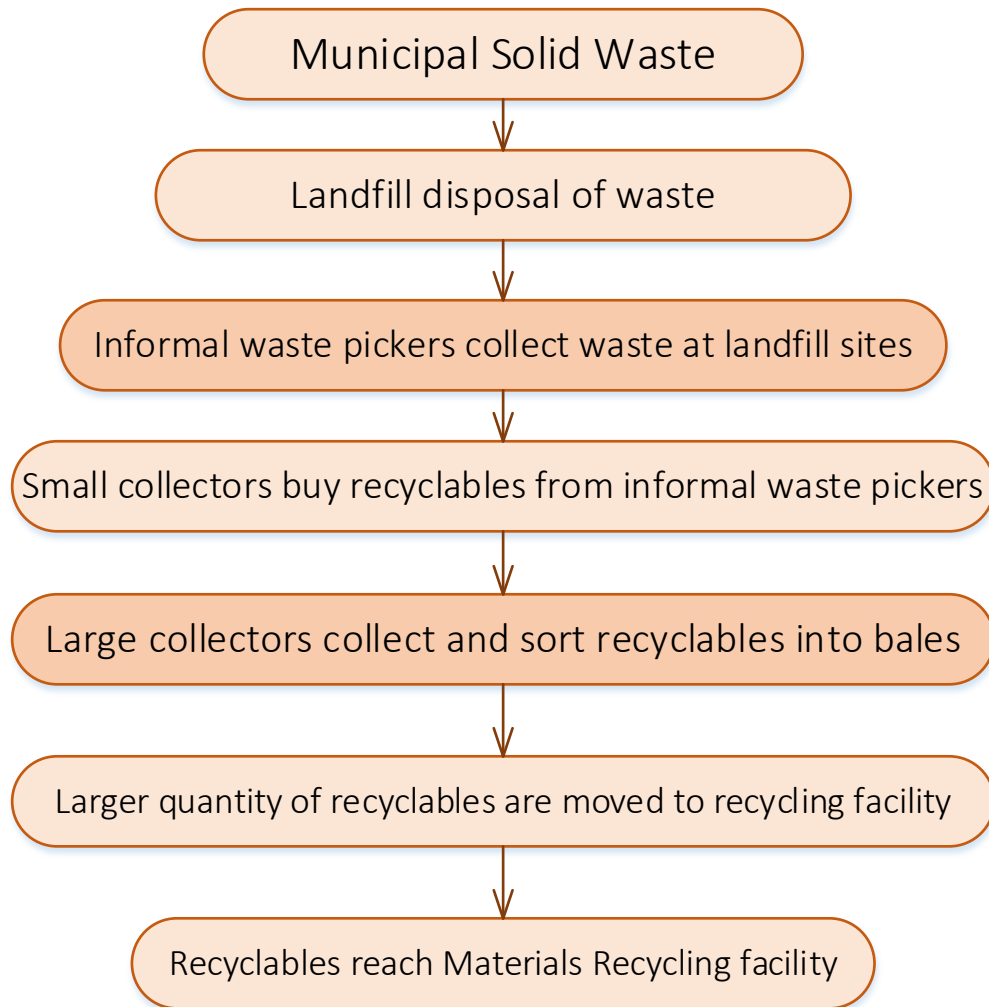 Municipal Solid Waste
Landfill disposal of waste
Informal waste pickers collect waste at landfill sites
Small collectors buy recyclables from informal waste pickers
Large collectors collect and sort recyclables into bales
Larger quantity of recyclables are moved to recycling facility
Recyclables reach Materials Recycling facility